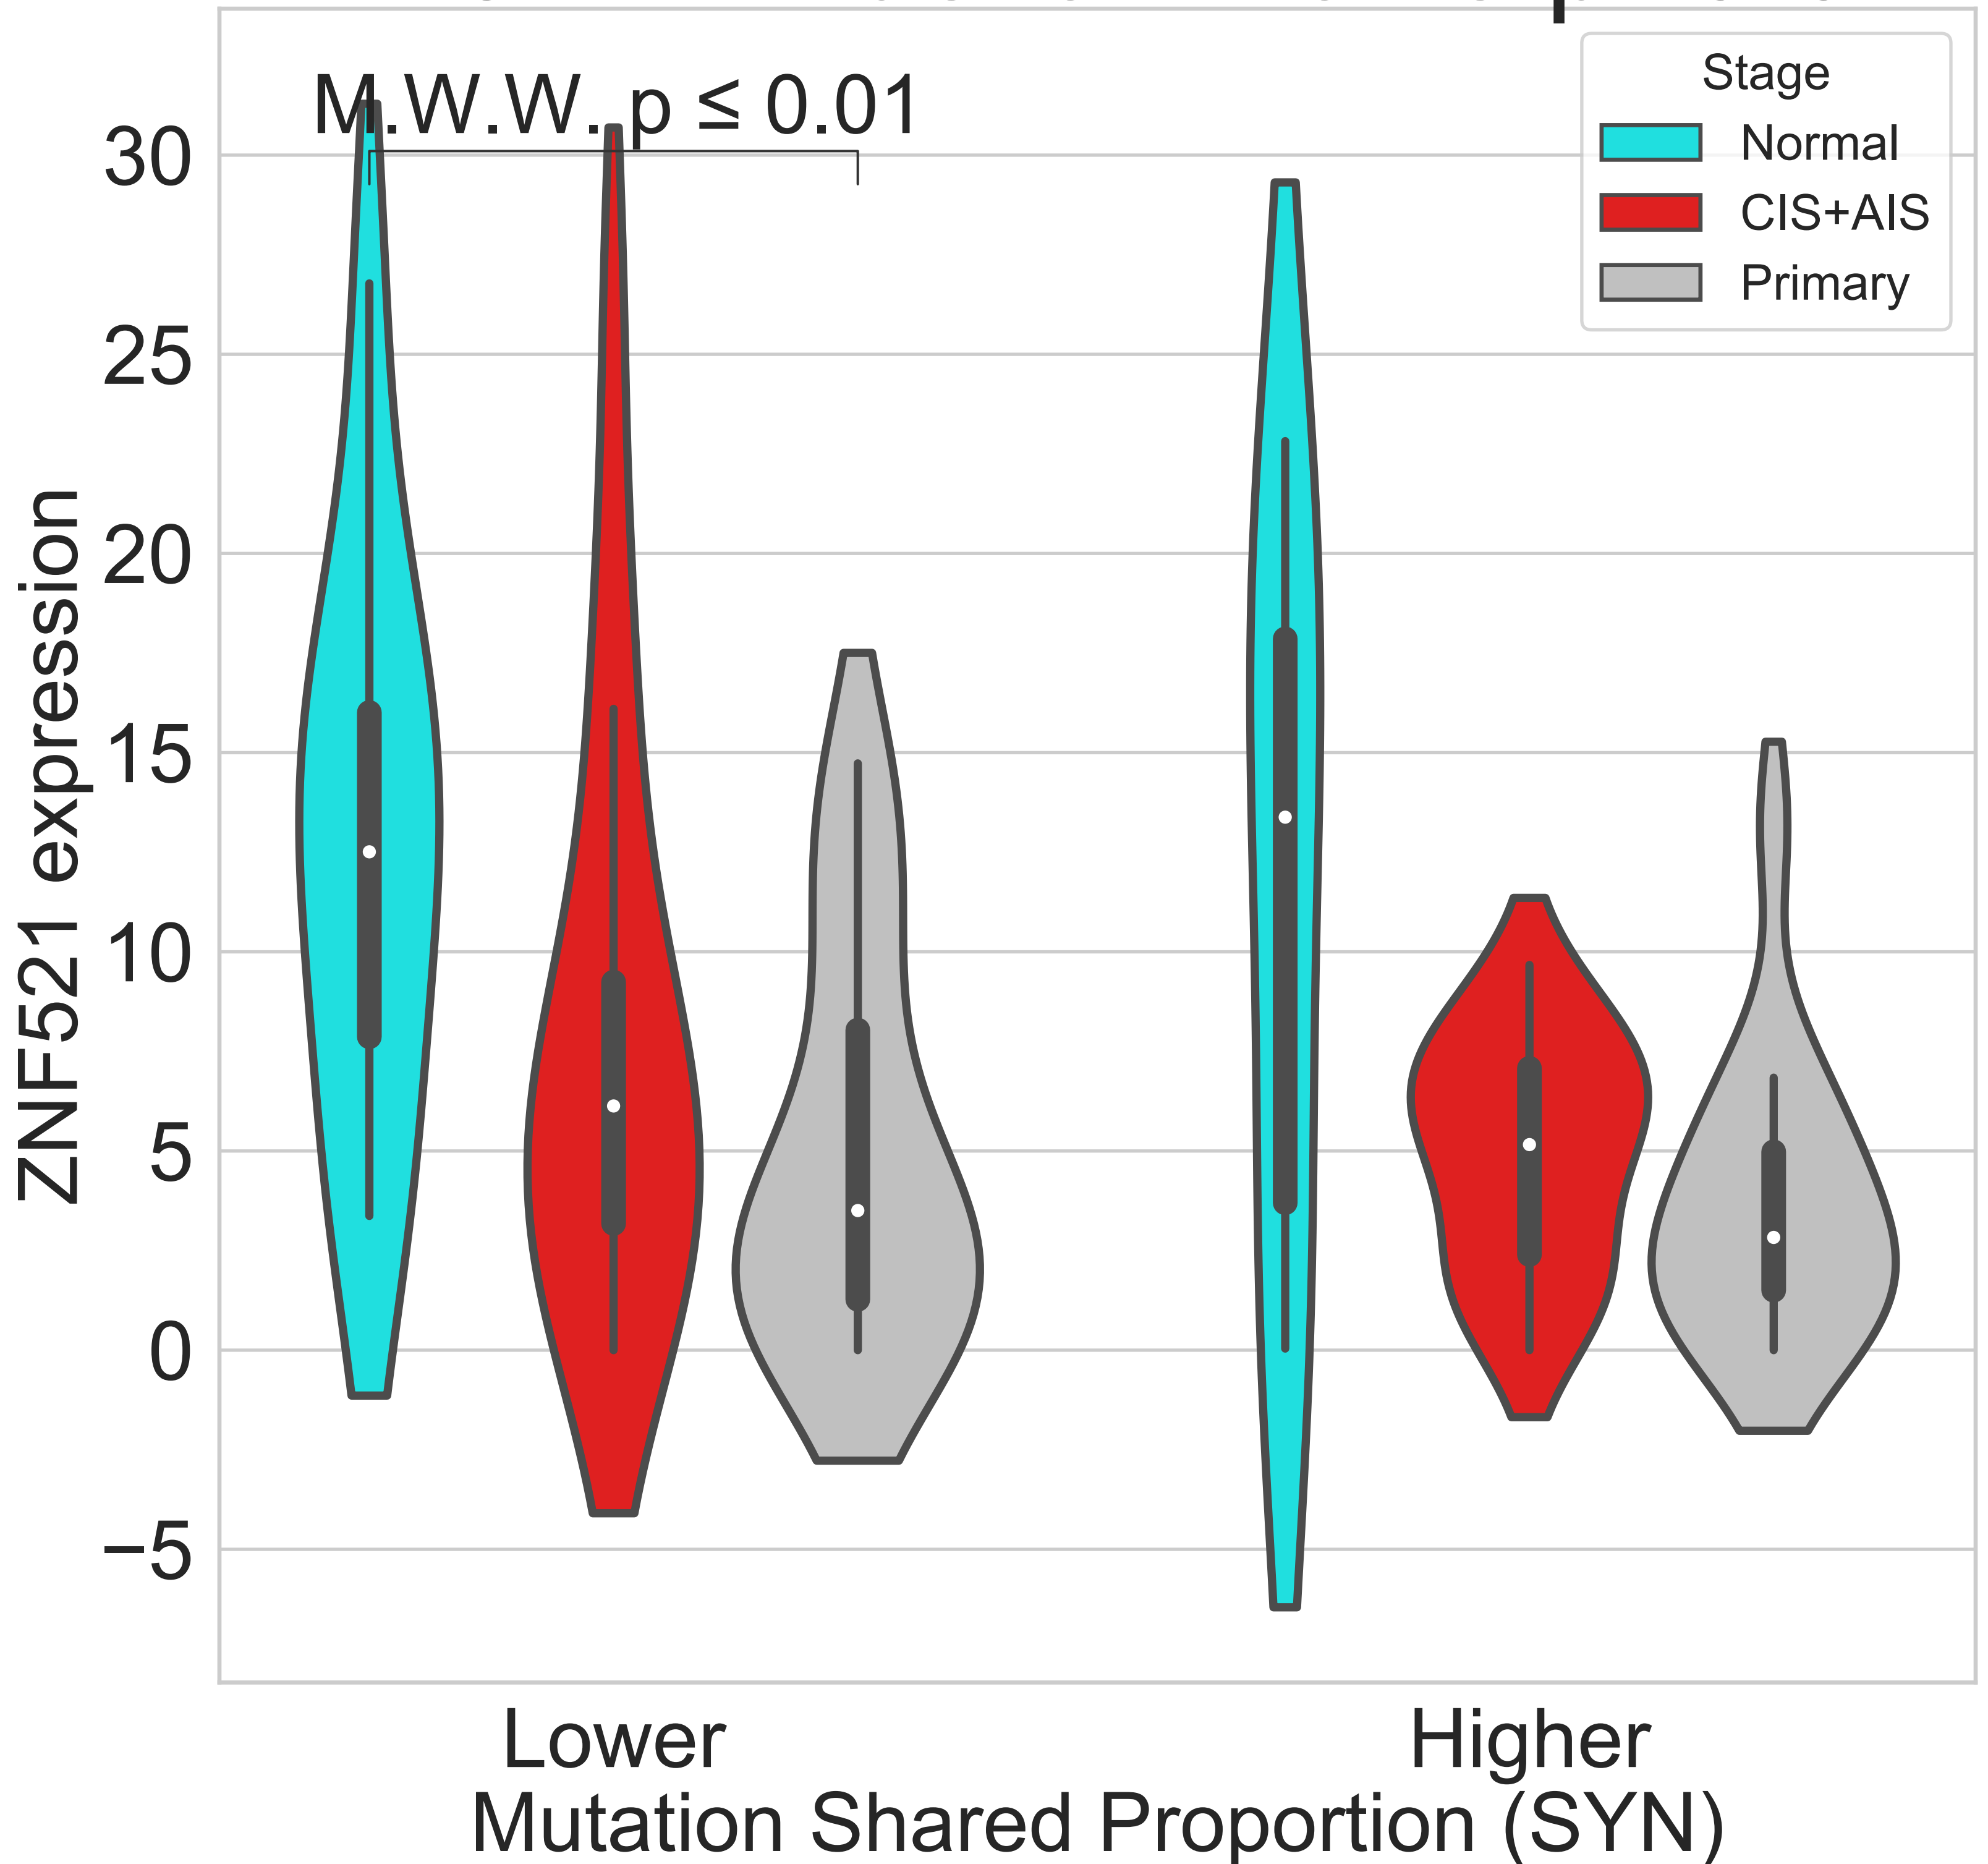 M.W.W. p ≤ 0.01
Stage
Normal
CIS+AIS
Primary
30
25
20
15
10
5
0
−5
ZNF521 expression
Lower
Higher
Mutation Shared Proportion (SYN)